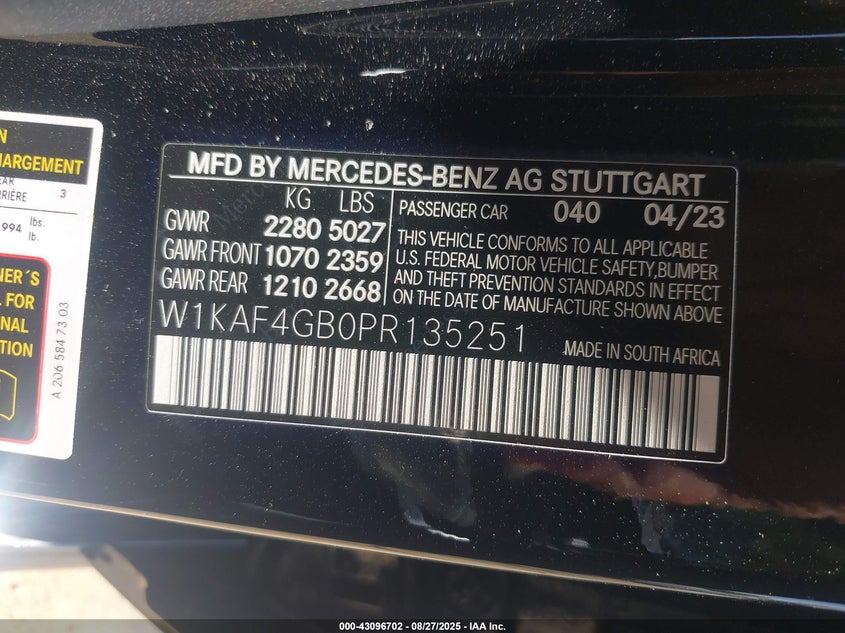 N
HARGEMENT
EAR 3
RRIÈRE
994 lbs.
lb.
NER'S
L FOR
NAL
TION
A 206 584 73 03
MFD BY MERCEDES-BENZ AG STUTTGART
KG LBS
GVWR 2280 5027
GAWR FRONT 1070 2359
GAWR REAR 1210 2668
PASSENGER CAR 040 04/23
THIS VEHICLE CONFORMS TO ALL APPLICABLE
U.S. FEDERAL MOTOR VEHICLE SAFETY,BUMPER
AND THEFT PREVENTION STANDARDS IN EFFECT
ON THE DATE OF MANUFACTURE SHOWN ABOVE
W1KAF4GB0PR135251
MADE IN SOUTH AFRICA
000-43096702 - 08/27/2025 - IAA Inc.